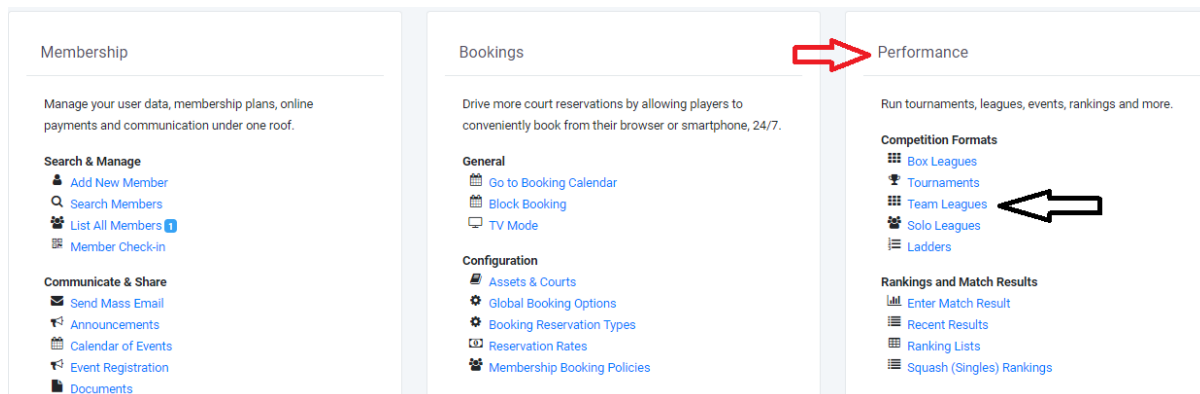 Membership
Manage your user data, membership plans, online
payments and communication under one roof.
Search & Manage
Add New Member
Search Members
List All Members 1
Member Check-in
Communicate & Share
Send Mass Email
Announcements
Calendar of Events
Event Registration
Documents
Bookings
Drive more court reservations by allowing players to
conveniently book from their browser or smartphone, 24/7.
General
Go to Booking Calendar
Block Booking
TV Mode
Configuration
Assets & Courts
Global Booking Options
Booking Reservation Types
Reservation Rates
Membership Booking Policies
Performance
Run tournaments, leagues, events, rankings and more.
Competition Formats
Box Leagues
Tournaments
Team Leagues
Solo Leagues
Ladders
Rankings and Match Results
Enter Match Result
Recent Results
Ranking Lists
Squash (Singles) Rankings